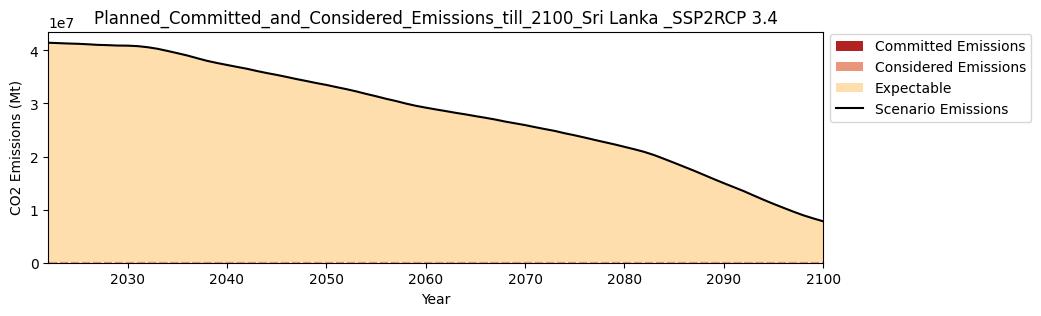 Planned_Committed_and_Considered_Emissions_till_2100_Sri Lanka _SSP2RCP 3.4
1e7
4
3
2
1
0
CO2 Emissions (Mt)
2030 2040 2050 2060 2070 2080 2090 2100
Year
Committed Emissions
Considered Emissions
Expectable
Scenario Emissions